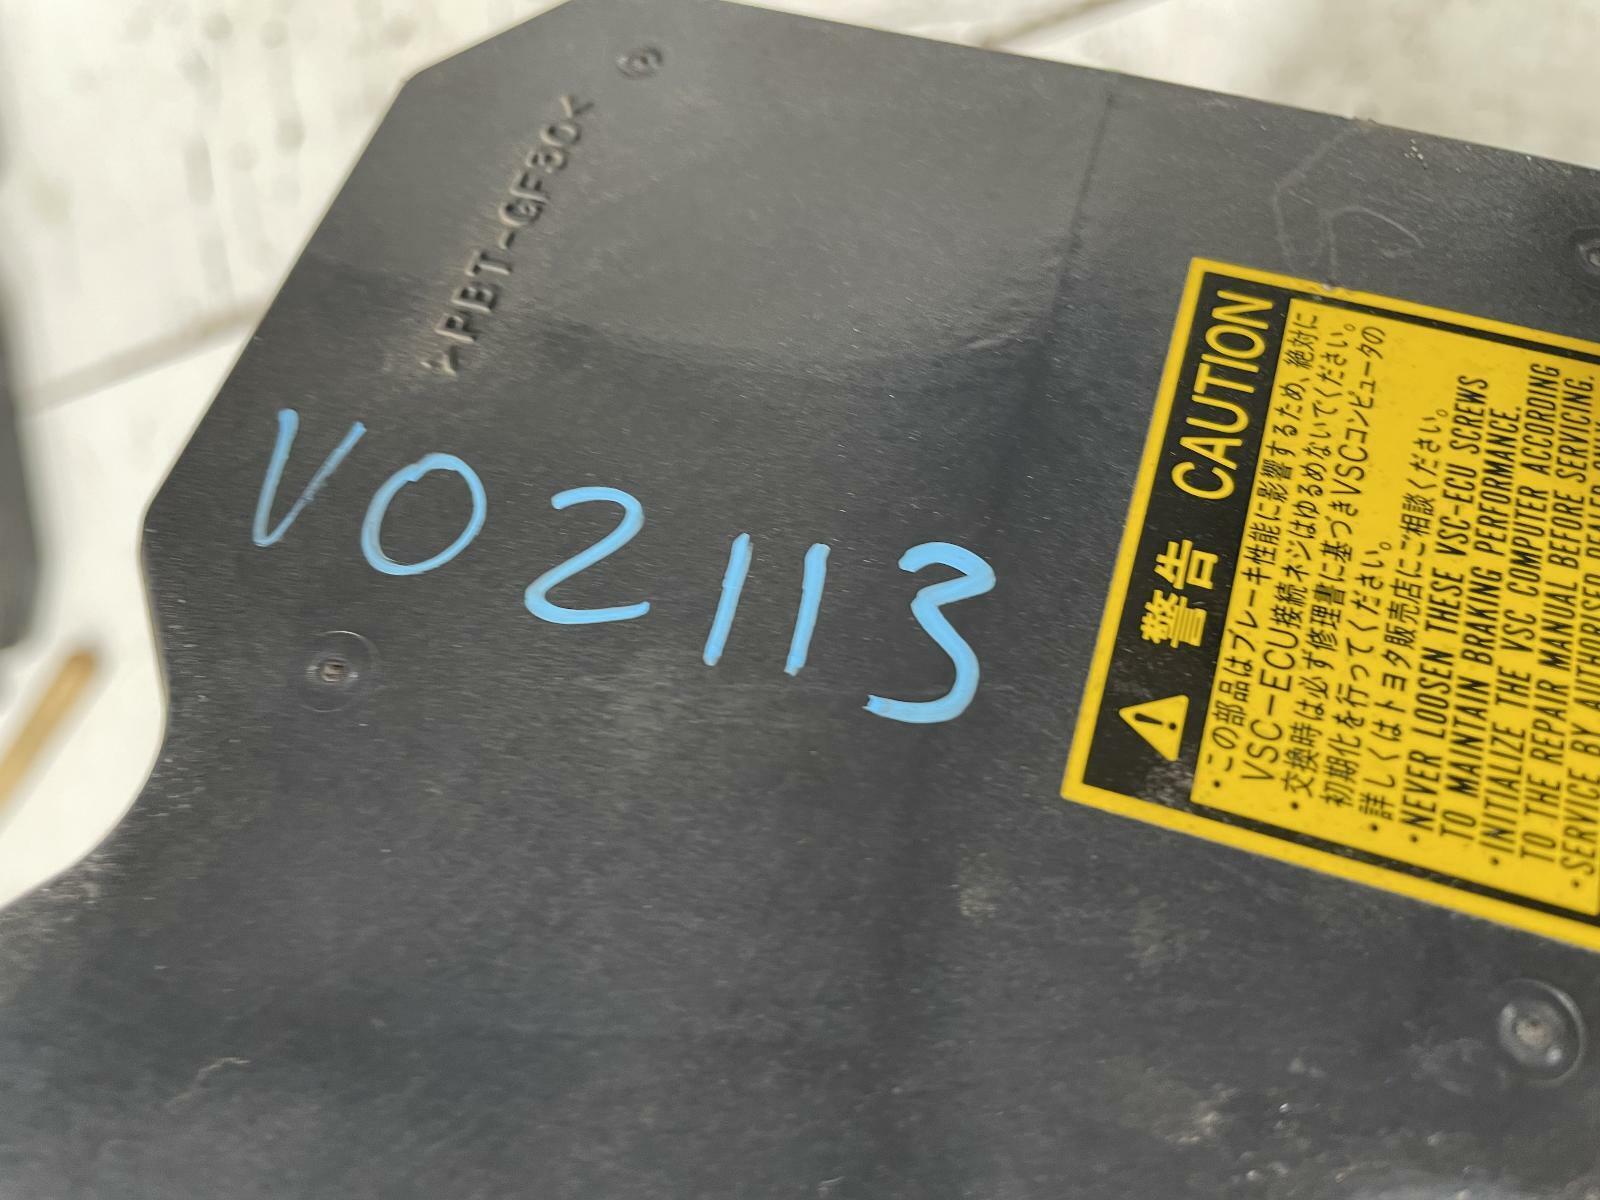 >PBT-GF30<
V02113
警告 CAUTION
・この部品はブレーキ性能に影響するため、絶対に
VSC-ECU接続ネジはゆるめないでください。
・交換時は必ず修理書に基づきVSCコンピュータの
初期化を行ってください。
・詳しくはトヨタ販売店にご相談ください。
・NEVER LOOSEN THESE VSC-ECU SCREWS
TO MAINTAIN BRAKING PERFORMANCE.
・INITIALIZE THE VSC COMPUTER ACCORDING
TO THE REPAIR MANUAL BEFORE SERVICING.
・SERVICE BY AUTHORISED DEALER